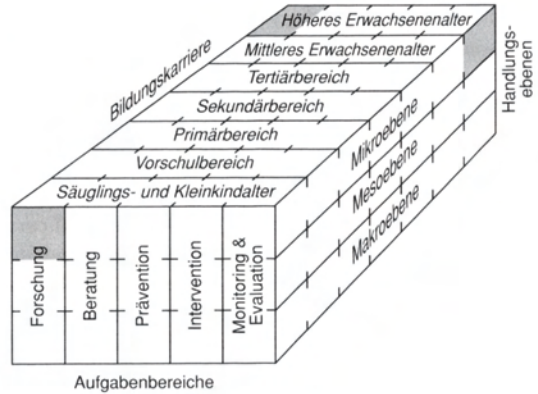 Höheres Erwachsenenalter
Mittleres Erwachsenenalter
Tertiärbereich
Sekundärbereich
Primärbereich
Vorschulbereich
Säuglings- und Kleinkindalter
Bildungskarriere
Handlungs-
ebenen
Mikroebene
Mesoebene
Makroebene
Forschung
Beratung
Prävention
Intervention
Monitoring &
Evaluation
Aufgabenbereiche